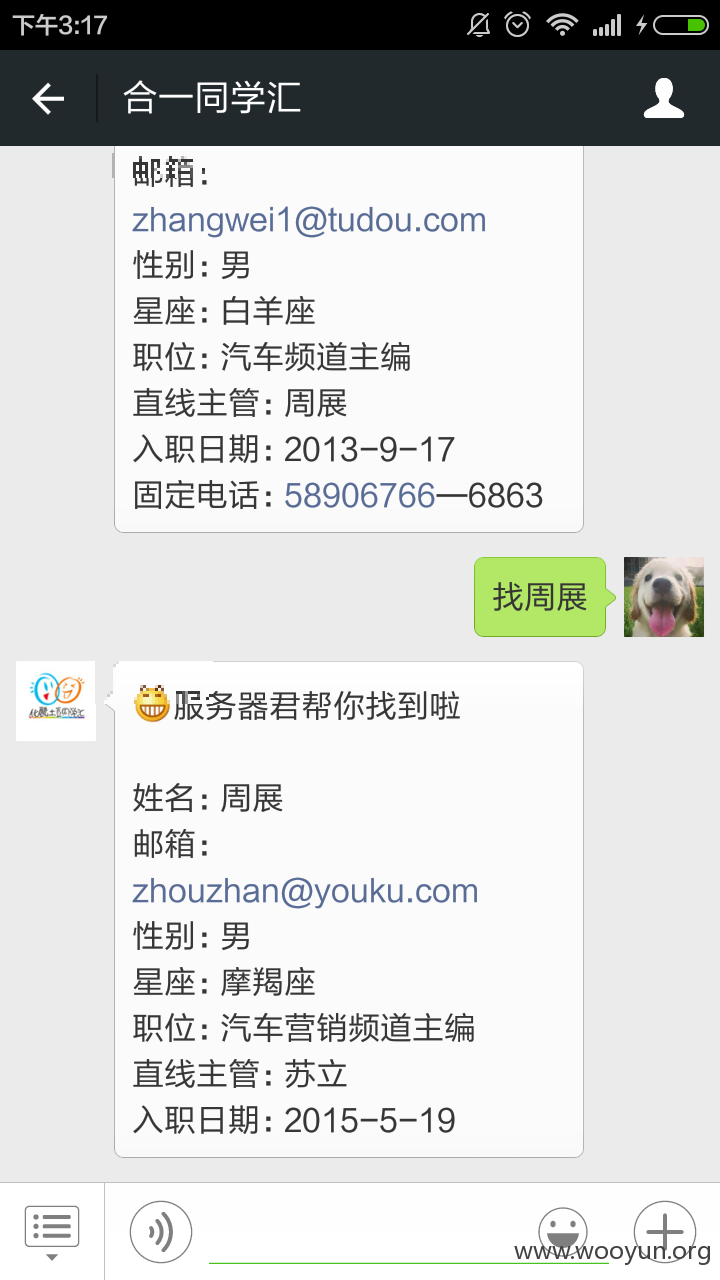 下午3:17
合一同学汇
邮箱:
zhangwei1@tudou.com
性别: 男
星座: 白羊座
职位: 汽车频道主编
直线主管: 周展
入职日期: 2013-9-17
固定电话: 58906766—6863
找周展
服务器君帮你找到啦
姓名: 周展
邮箱:
zhouzhan@youku.com
性别: 男
星座: 摩羯座
职位: 汽车营销频道主编
直线主管: 苏立
入职日期: 2015-5-19
www.wooyun.org